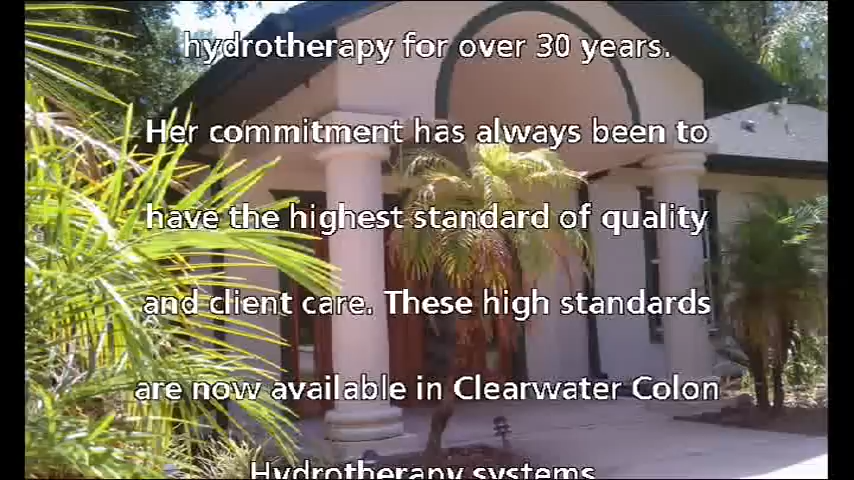 hydrotherapy for over 30 years.
Her commitment has always been to
have the highest standard of quality
and client care. These high standards
are now available in Clearwater Colon
Hydrotherapy systems